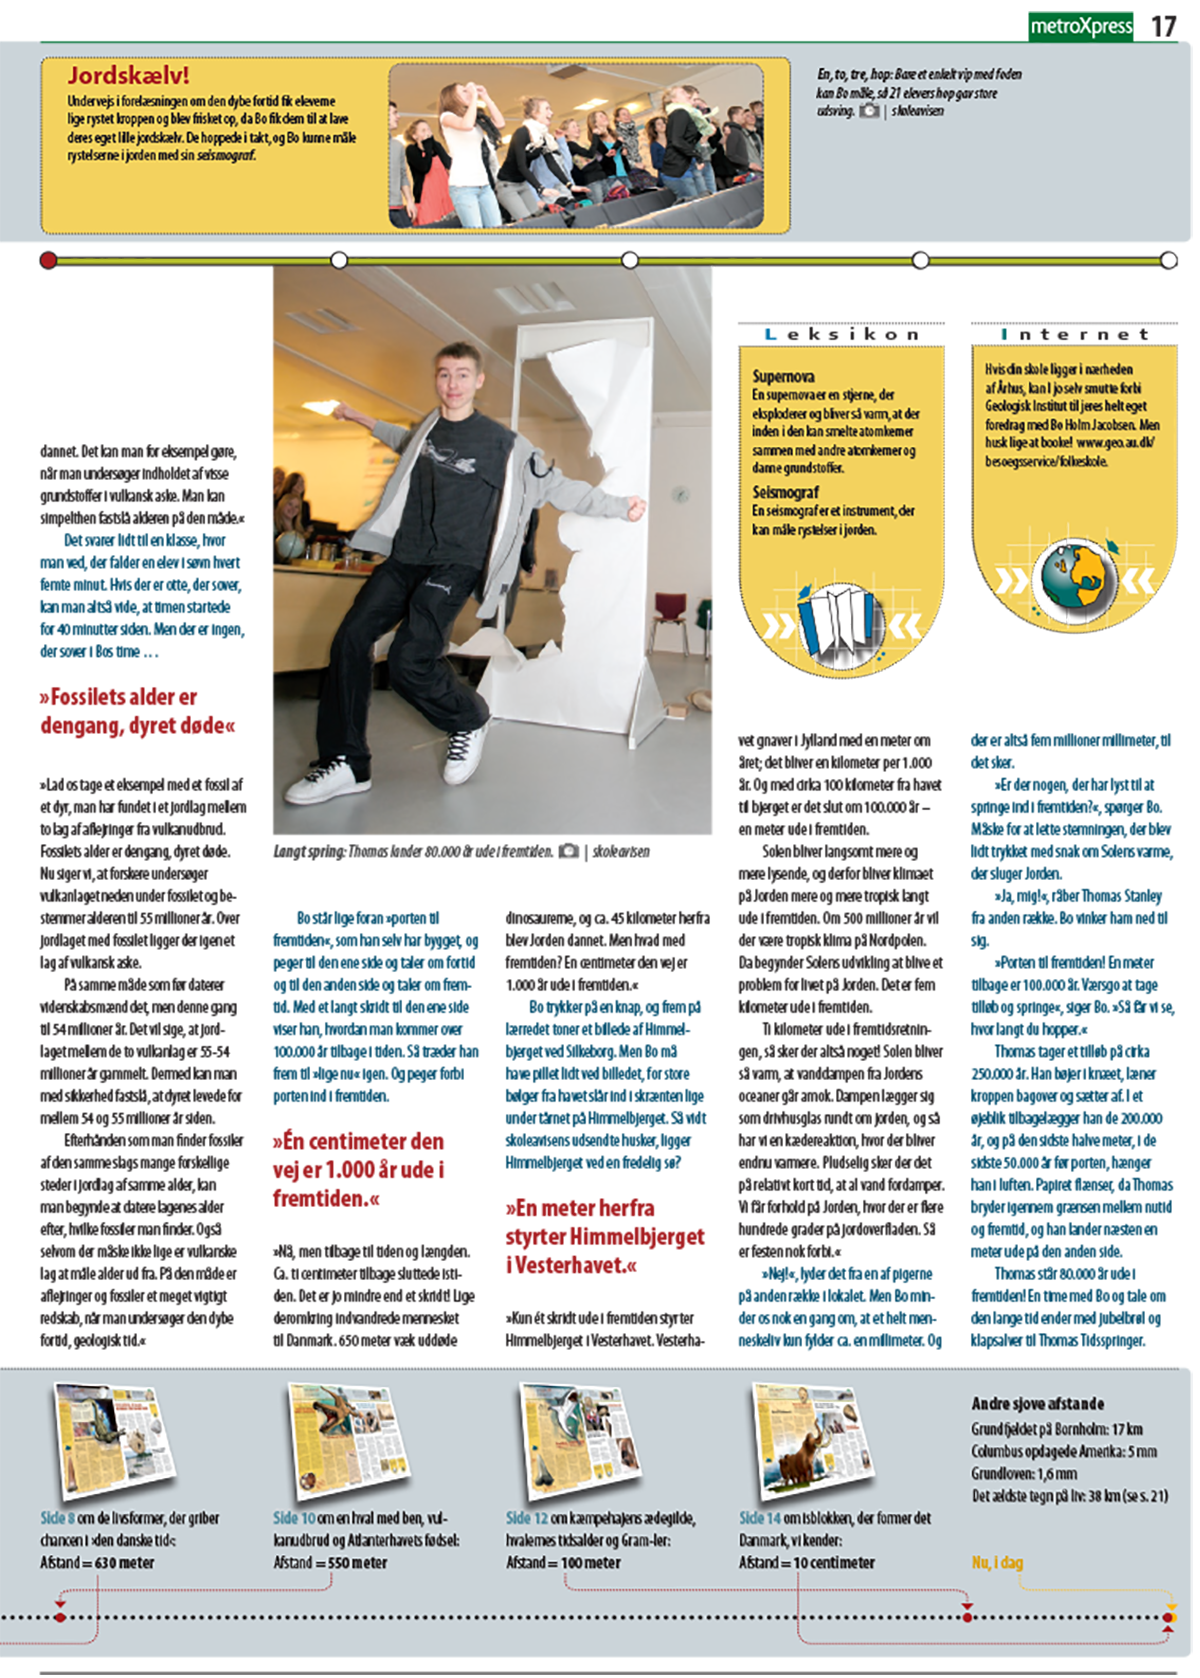 metroXpress 17
Jordskælv!
Undervejs i forelæsningen om den dybe fortid fik eleverne
lige rystet kroppen og blev frisket op, da Bo fik dem til at lave
deres eget lille jordskælv. De hoppede i takt, og Bo kunne måle
rystelserne i jorden med sin seismograf.
En, to, tre, hop: Bare et enkelt vip med foden
kan Bo måle, så 21 elevers hop gav store
udsving. | skoleavisen
dannet. Det kan man for eksempel gøre,
når man undersøger indholdet af visse
grundstoffer i vulkansk aske. Man kan
simpelthen fastslå alderen på den måde.«
Det svarer lidt til en klasse, hvor
man ved, der falder en elev i søvn hvert
femte minut. Hvis der er otte, der sover,
kan man altså vide, at timen startede
for 40 minutter siden. Men der er ingen,
der sover i Bos time …
»Fossilets alder er
dengang, dyret døde«
»Lad os tage et eksempel med et fossil af
et dyr, man har fundet i et jordlag mellem
to lag af aflejringer fra vulkanudbrud.
Fossilets alder er dengang, dyret døde.
Nu siger vi, at forskere undersøger
vulkanlaget neden under fossilet og be-
stemmer alderen til 55 millioner år. Over
jordlaget med fossilet ligger der igen et
lag af vulkansk aske.
På samme måde som før daterer
videnskabsmænd det, men denne gang
til 54 millioner år. Det vil sige, at jord-
laget mellem de to vulkanlag er 55-54
millioner år gammelt. Dermed kan man
med sikkerhed fastslå, at dyret levede for
mellem 54 og 55 millioner år siden.
Efterhånden som man finder fossiler
af den samme slags mange forskellige
steder i jordlag af samme alder, kan
man begynde at datere lagenes alder
efter, hvilke fossiler man finder. Også
selvom der måske ikke lige er vulkanske
lag at måle alder ud fra. På den måde er
aflejringer og fossiler et meget vigtigt
redskab, når man undersøger den dybe
fortid, geologisk tid.«
Langt spring: Thomas lander 80.000 år ude i fremtiden. | skoleavisen
Bo står lige foran »porten til
fremtiden«, som han selv har bygget, og
peger til den ene side og taler om fortid
og til den anden side og taler om frem-
tid. Med et langt skridt til den ene side
viser han, hvordan man kommer over
100.000 år tilbage i tiden. Så træder han
frem til »lige nu« igen. Og peger forbi
porten ind i fremtiden.
»Én centimeter den
vej er 1.000 år ude i
fremtiden.«
»Nå, men tilbage til tiden og længden.
Ca. ti centimeter tilbage sluttede isti-
den. Det er jo mindre end et skridt! Lige
deromkring indvandrede mennesket
til Danmark. 650 meter væk uddøde
dinosaurerne, og ca. 45 kilometer herfra
blev Jorden dannet. Men hvad med
fremtiden? En centimeter den vej er
1.000 år ude i fremtiden.«
Bo trykker på en knap, og frem på
lærredet toner et billede af Himmel-
bjerget ved Silkeborg. Men Bo må
have pillet lidt ved billedet, for store
bølger fra havet slår ind i skrænten lige
under tårnet på Himmelbjerget. Så vidt
skoleavisens udsendte husker, ligger
Himmelbjerget ved en fredelig sø?
»En meter herfra
styrter Himmelbjerget
i Vesterhavet.«
»Kun ét skridt ude i fremtiden styrter
Himmelbjerget i Vesterhavet. Vesterha-
Leksikon
Supernova
En supernova er en stjerne, der
eksploderer og bliver så varm, at der
inden i den kan smelte atomkerner
sammen med andre atomkerner og
danne grundstoffer.
Seismograf
En seismograf er et instrument, der
kan måle rystelser i jorden.
Internet
Hvis din skole ligger i nærheden
af Århus, kan I jo selv smutte forbi
Geologisk Institut til jeres helt eget
foredrag med Bo Holm Jacobsen. Men
husk lige at booke! www.geo.au.dk/
besoegsservice/folkeskole.
vet gnaver i Jylland med en meter om
året; det bliver en kilometer per 1.000
år. Og med cirka 100 kilometer fra havet
til bjerget er det slut om 100.000 år –
en meter ude i fremtiden.
Solen bliver langsomt mere og
mere lysende, og derfor bliver klimaet
på Jorden mere og mere tropisk langt
ude i fremtiden. Om 500 millioner år vil
der være tropisk klima på Nordpolen.
Da begynder Solens udvikling at blive et
problem for livet på Jorden. Det er fem
kilometer ude i fremtiden.
Ti kilometer ude i fremtidsretnin-
gen, så sker der altså noget! Solen bliver
så varm, at vanddampen fra Jordens
oceaner går amok. Dampen lægger sig
som drivhusglas rundt om jorden, og så
har vi en kædereaktion, hvor der bliver
endnu varmere. Pludselig sker der det
på relativt kort tid, at al vand fordamper.
Vi får forhold på Jorden, hvor der er flere
hundrede grader på jordoverfladen. Så
er festen nok forbi.«
»Nej!«, lyder det fra en af pigerne
på anden række i lokalet. Men Bo min-
der os nok en gang om, at et helt men-
neskeliv kun fylder ca. en millimeter. Og
der er altså fem millioner millimeter, til
det sker.
»Er der nogen, der har lyst til at
springe ind i fremtiden?«, spørger Bo.
Måske for at lette stemningen, der blev
lidt trykket med snak om Solens varme,
der sluger Jorden.
»Ja, mig!«, råber Thomas Stanley
fra anden række. Bo vinker ham ned til
sig.
»Porten til fremtiden! En meter
tilbage er 100.000 år. Værsgo at tage
tilløb og springe«, siger Bo. »Så får vi se,
hvor langt du hopper.«
Thomas tager et tilløb på cirka
250.000 år. Han bøjer i knæet, læner
kroppen bagover og sætter af. I et
øjeblik tilbagelægger han de 200.000
år, og på den sidste halve meter, i de
sidste 50.000 år før porten, hænger
han i luften. Papiret flænser, da Thomas
bryder igennem grænsen mellem nutid
og fremtid, og han lander næsten en
meter ude på den anden side.
Thomas står 80.000 år ude i
fremtiden! En time med Bo og tale om
den lange tid ender med jubelbrøl og
klapsalver til Thomas Tidsspringer.
Side 8 om de livsformer, der griber
chancen i ›den danske tid‹:
Afstand = 630 meter
Side 10 om en hval med ben, vul-
kanudbrud og Atlanterhavets fødsel:
Afstand = 550 meter
Side 12 om kæmpehajens ædegilde,
hvalernes tidsalder og Gram-ler:
Afstand = 100 meter
Side 14 om isblokken, der former det
Danmark, vi kender:
Afstand = 10 centimeter
Andre sjove afstande
Grundfjeldet på Bornholm: 17 km
Columbus opdagede Amerika: 5 mm
Grundloven: 1,6 mm
Det ældste tegn på liv: 38 km (se s. 21)
Nu, i dag